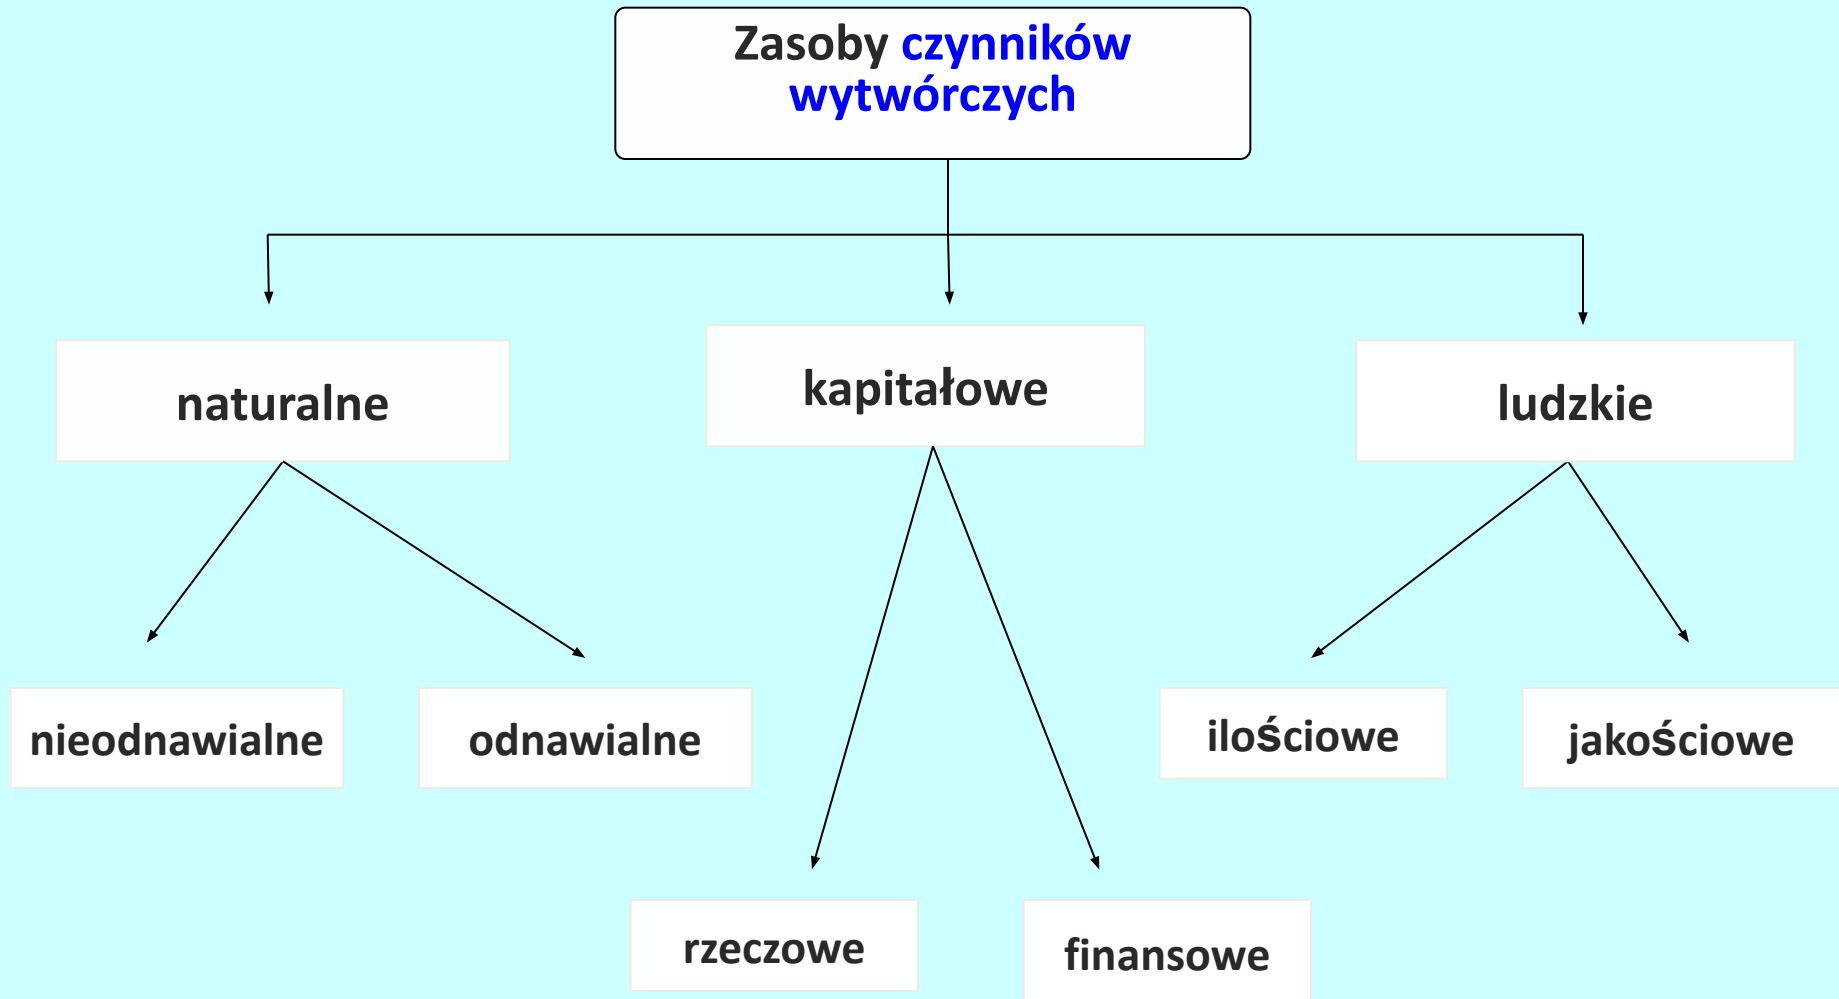 Zasoby czynników
wytwórczych
naturalne
kapitałowe
ludzkie
nieodnawialne
odnawialne
ilościowe
jakościowe
rzeczowe
finansowe